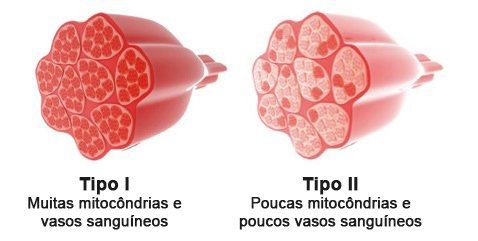 Tipo I
Muitas mitocôndrias e
vasos sanguíneos
Tipo II
Poucas mitocôndrias e
poucos vasos sanguíneos